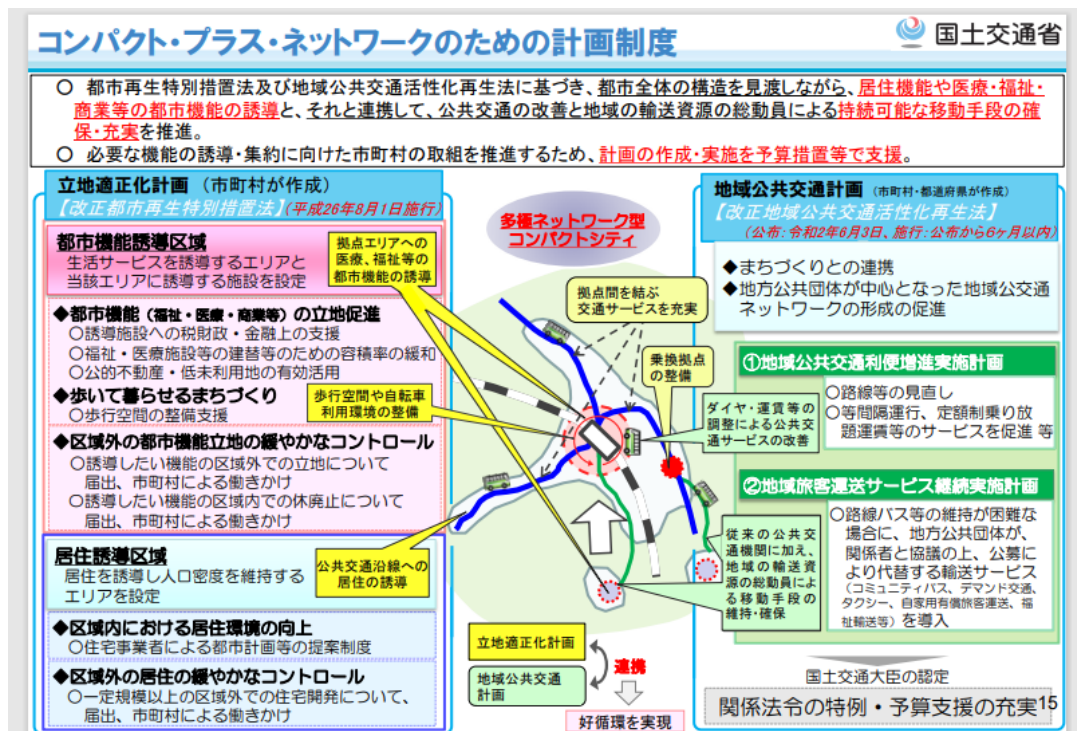 コンパクト・プラス・ネットワークのための計画制度
国土交通省
○ 都市再生特別措置法及び地域公共交通活性化再生法に基づき、都市全体の構造を見渡しながら、居住機能や医療・福祉・
商業等の都市機能の誘導と、それと連携して、公共交通の改善と地域の輸送資源の総動員による持続可能な移動手段の確
保・充実を推進。
○ 必要な機能の誘導・集約に向けた市町村の取組を推進するため、計画の作成・実施を予算措置等で支援。
立地適正化計画 （市町村が作成）
【改正都市再生特別措置法】(平成26年8月1日施行)
都市機能誘導区域
生活サービスを誘導するエリアと
当該エリアに誘導する施設を設定
◆都市機能（福祉・医療・商業等）の立地促進
○誘導施設への税財政・金融上の支援
○福祉・医療施設等の建替等のための容積率の緩和
○公的不動産・低未利用地の有効活用
◆歩いて暮らせるまちづくり
○歩行空間の整備支援
◆区域外の都市機能立地の緩やかなコントロール
○誘導したい機能の区域外での立地について
届出、市町村による働きかけ
○誘導したい機能の区域内での休廃止について
届出、市町村による働きかけ
居住誘導区域
居住を誘導し人口密度を維持する
エリアを設定
◆区域内における居住環境の向上
○住宅事業者による都市計画等の提案制度
◆区域外の居住の緩やかなコントロール
○一定規模以上の区域外での住宅開発について、
届出、市町村による働きかけ
多極ネットワーク型
コンパクトシティ
拠点エリアへの
医療、福祉等の
都市機能の誘導
拠点間を結ぶ
交通サービスを充実
乗換拠点
の整備
歩行空間や自転車
利用環境の整備
ダイヤ・運賃等の
調整による公共交
通サービスの改善
公共交通沿線への
居住の誘導
従来の公共交
通機関に加え、
地域の輸送資
源の総動員によ
る移動手段の
維持・確保
立地適正化計画
地域公共交通
計画
連携
好循環を実現
地域公共交通計画 （市町村・都道府県が作成）
【改正地域公共交通活性化再生法】
（公布：令和2年6月3日、施行：公布から6ヶ月以内）
◆まちづくりとの連携
◆地方公共団体が中心となった地域公交通
ネットワークの形成の促進
①地域公共交通利便増進実施計画
○路線等の見直し
○等間隔運行、定額制乗り放
題運賃等のサービスを促進 等
②地域旅客運送サービス継続実施計画
○路線バス等の維持が困難な
場合に、地方公共団体が、
関係者と協議の上、公募に
より代替する輸送サービス
（コミュニティバス、デマンド交通、
タクシー、自家用有償旅客運送、福
祉輸送等）を導入
国土交通大臣の認定
関係法令の特例・予算支援の充実
15